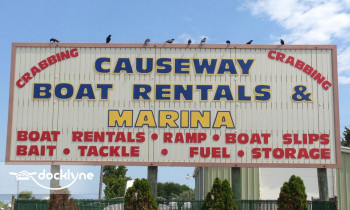 CAUSEWAY
CRABBING
CRABBING
BOAT RENTALS &
MARINA
BOAT RENTALS • RAMP • BOAT SLIPS
BAIT • TACKLE • FUEL • STORAGE
docklyne